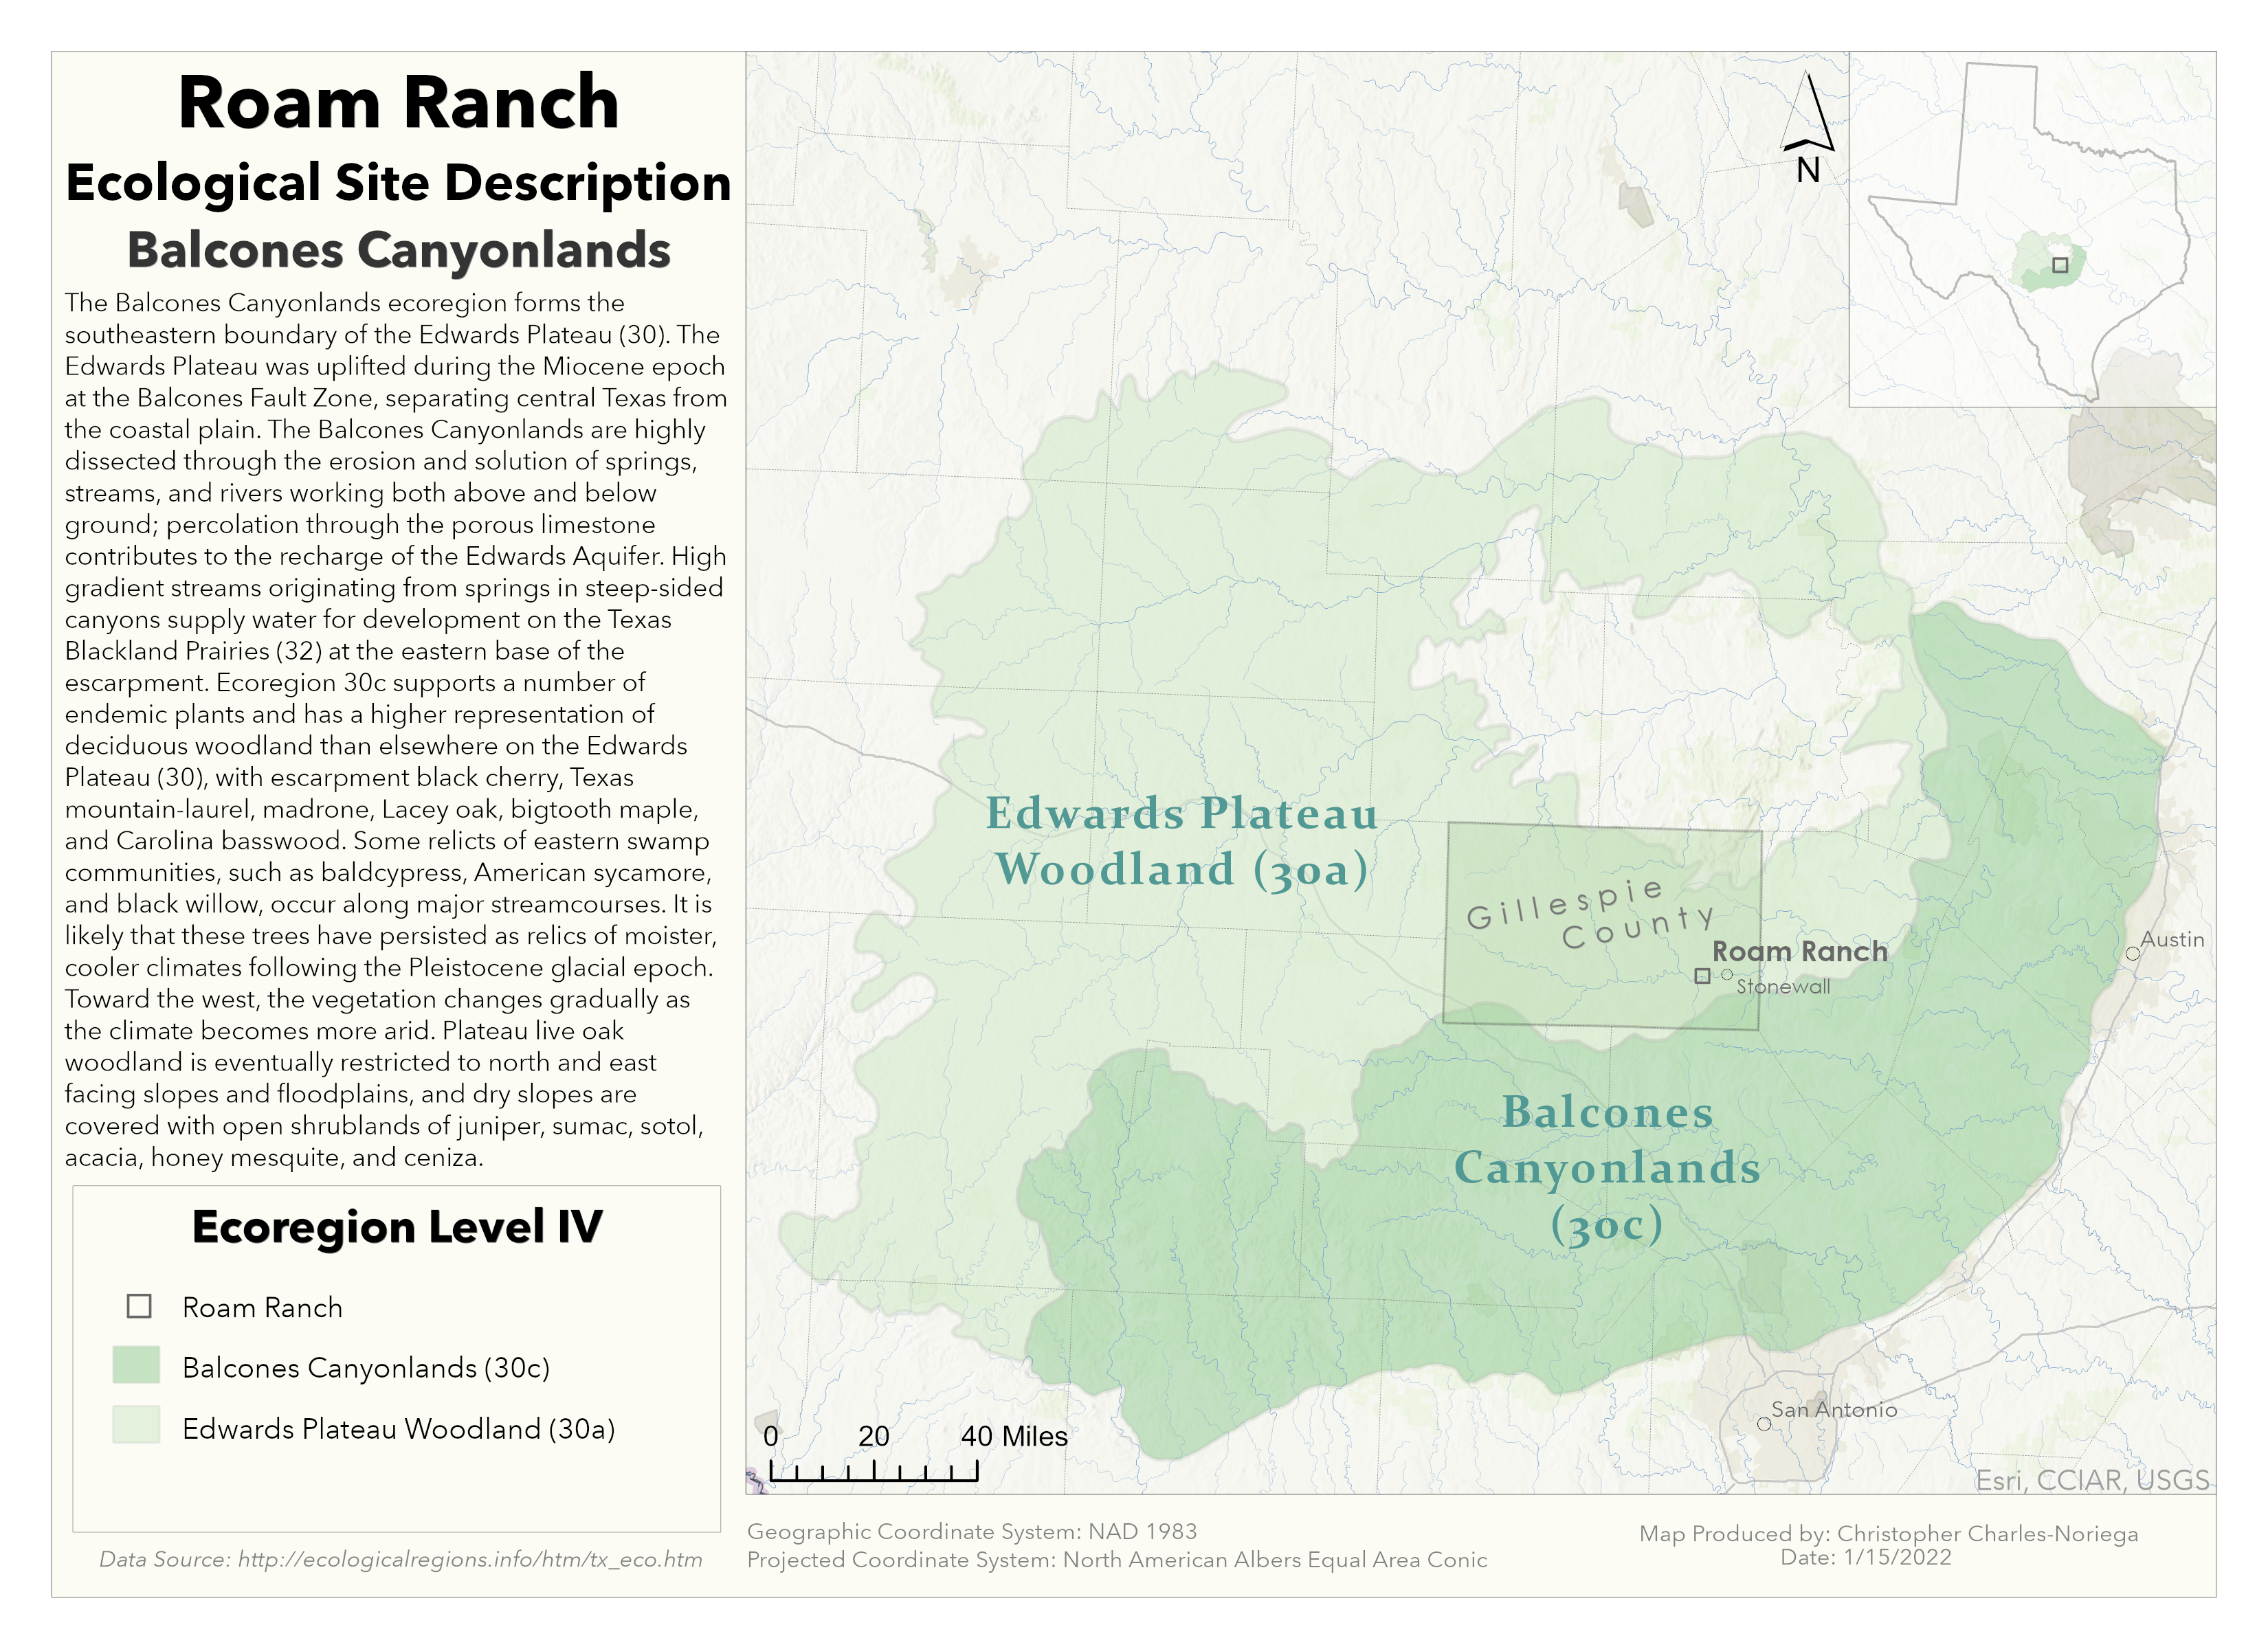 Roam Ranch
Ecological Site Description
Balcones Canyonlands
The Balcones Canyonlands ecoregion forms the
southeastern boundary of the Edwards Plateau (30). The
Edwards Plateau was uplifted during the Miocene epoch
at the Balcones Fault Zone, separating central Texas from
the coastal plain. The Balcones Canyonlands are highly
dissected through the erosion and solution of springs,
streams, and rivers working both above and below
ground; percolation through the porous limestone
contributes to the recharge of the Edwards Aquifer. High
gradient streams originating from springs in steep-sided
canyons supply water for development on the Texas
Blackland Prairies (32) at the eastern base of the
escarpment. Ecoregion 30c supports a number of
endemic plants and has a higher representation of
deciduous woodland than elsewhere on the Edwards
Plateau (30), with escarpment black cherry, Texas
mountain-laurel, madrone, Lacey oak, bigtooth maple,
and Carolina basswood. Some relicts of eastern swamp
communities, such as baldcypress, American sycamore,
and black willow, occur along major streamcourses. It is
likely that these trees have persisted as relics of moister,
cooler climates following the Pleistocene glacial epoch.
Toward the west, the vegetation changes gradually as
the climate becomes more arid. Plateau live oak
woodland is eventually restricted to north and east
facing slopes and floodplains, and dry slopes are
covered with open shrublands of juniper, sumac, sotol,
acacia, honey mesquite, and ceniza.
Ecoregion Level IV
Roam Ranch
Balcones Canyonlands (30c)
Edwards Plateau Woodland (30a)
Data Source: http://ecologicalregions.info/htm/tx_eco.htm
N
Edwards Plateau
Woodland (30a)
Gillespie
County
Roam Ranch
Stonewall
Austin
Balcones
Canyonlands
(30c)
San Antonio
0 20 40 Miles
Esri, CCIAR, USGS
Geographic Coordinate System: NAD 1983
Projected Coordinate System: North American Albers Equal Area Conic
Map Produced by: Christopher Charles-Noriega
Date: 1/15/2022